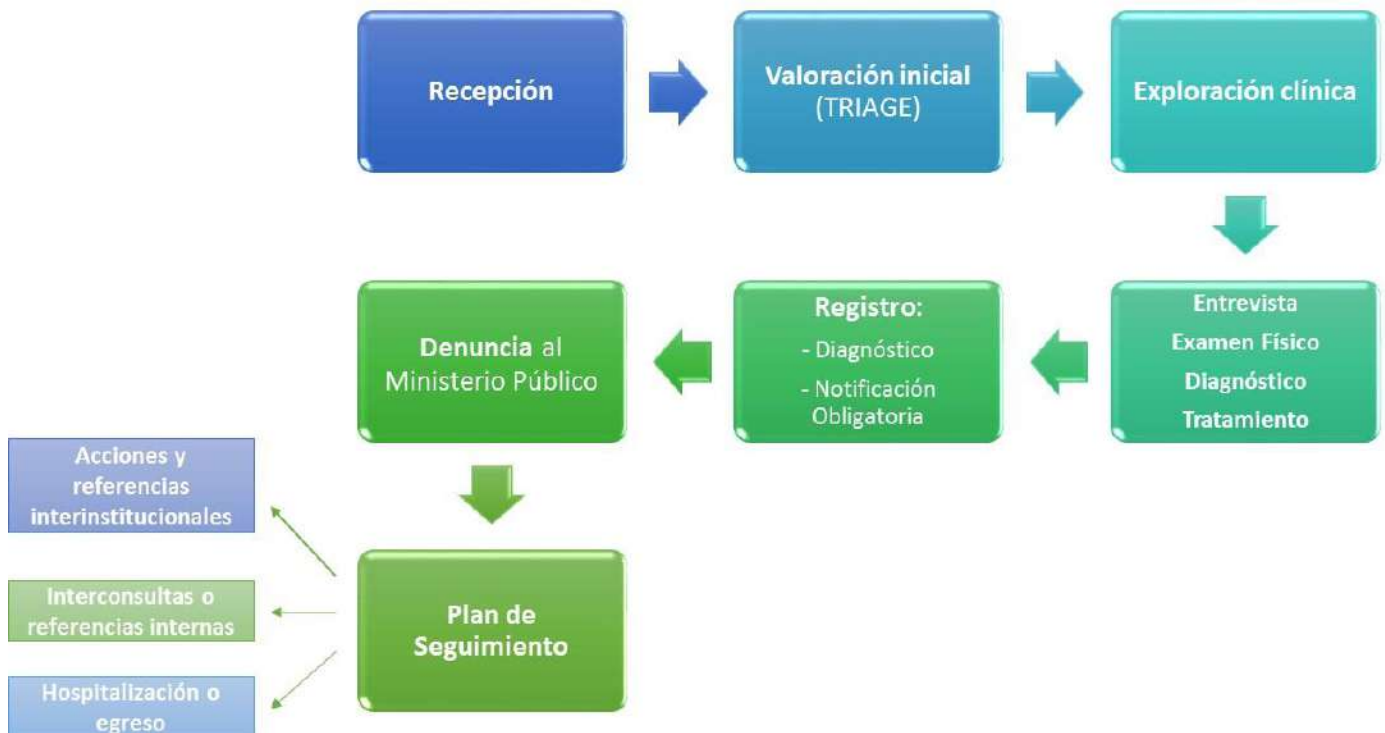 Recepción
Valoración inicial
(TRIAGE)
Exploración clínica
Entrevista
Examen Físico
Diagnóstico
Tratamiento
Registro:
- Diagnóstico
- Notificación
Obligatoria
Denuncia al
Ministerio Público
Plan de
Seguimiento
Acciones y
referencias
interinstitucionales
Interconsultas o
referencias internas
Hospitalización o
egreso